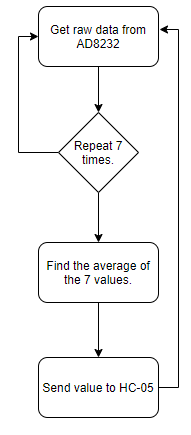 Get raw data from
AD8232
Repeat 7
times.
Find the average of
the 7 values.
Send value to HC-05